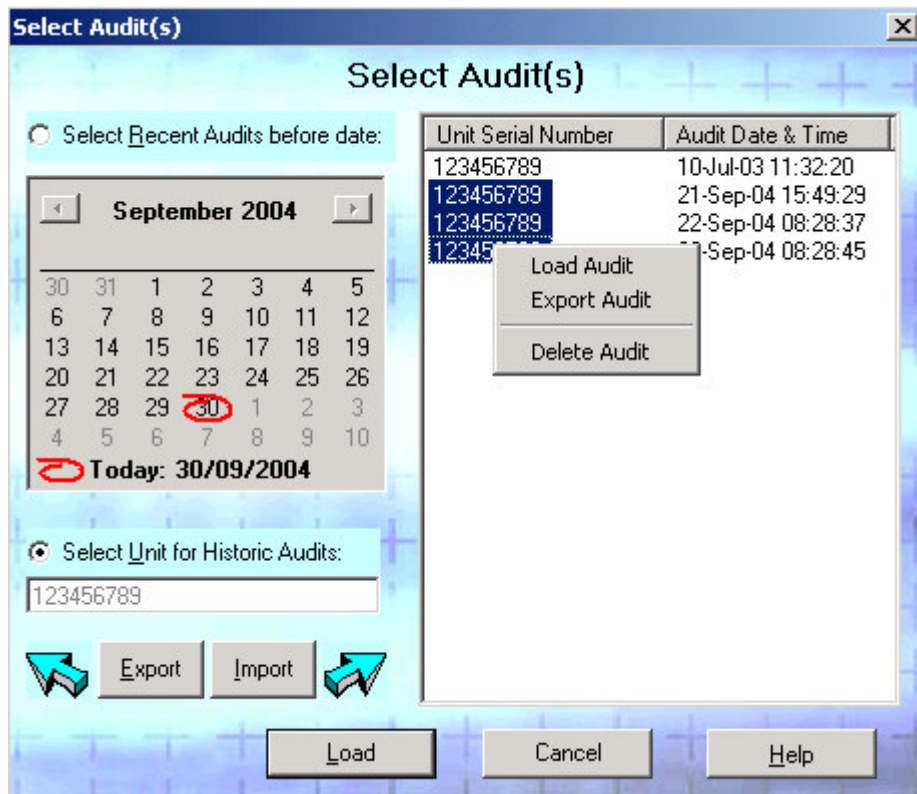 Select Audit(s)
Select Audit(s)
Select Recent Audits before date:
September 2004
30 31 1 2 3 4 5
6 7 8 9 10 11 12
13 14 15 16 17 18 19
20 21 22 23 24 25 26
27 28 29 30 1 2 3
4 5 6 7 8 9 10
Today: 30/09/2004
Select Unit for Historic Audits:
123456789
Export Import
Unit Serial Number Audit Date & Time
123456789 10-Jul-03 11:32:20
123456789 21-Sep-04 15:49:29
123456789 22-Sep-04 08:28:37
-Sep-04 08:28:45
Load Audit
Export Audit
Delete Audit
Load Cancel Help